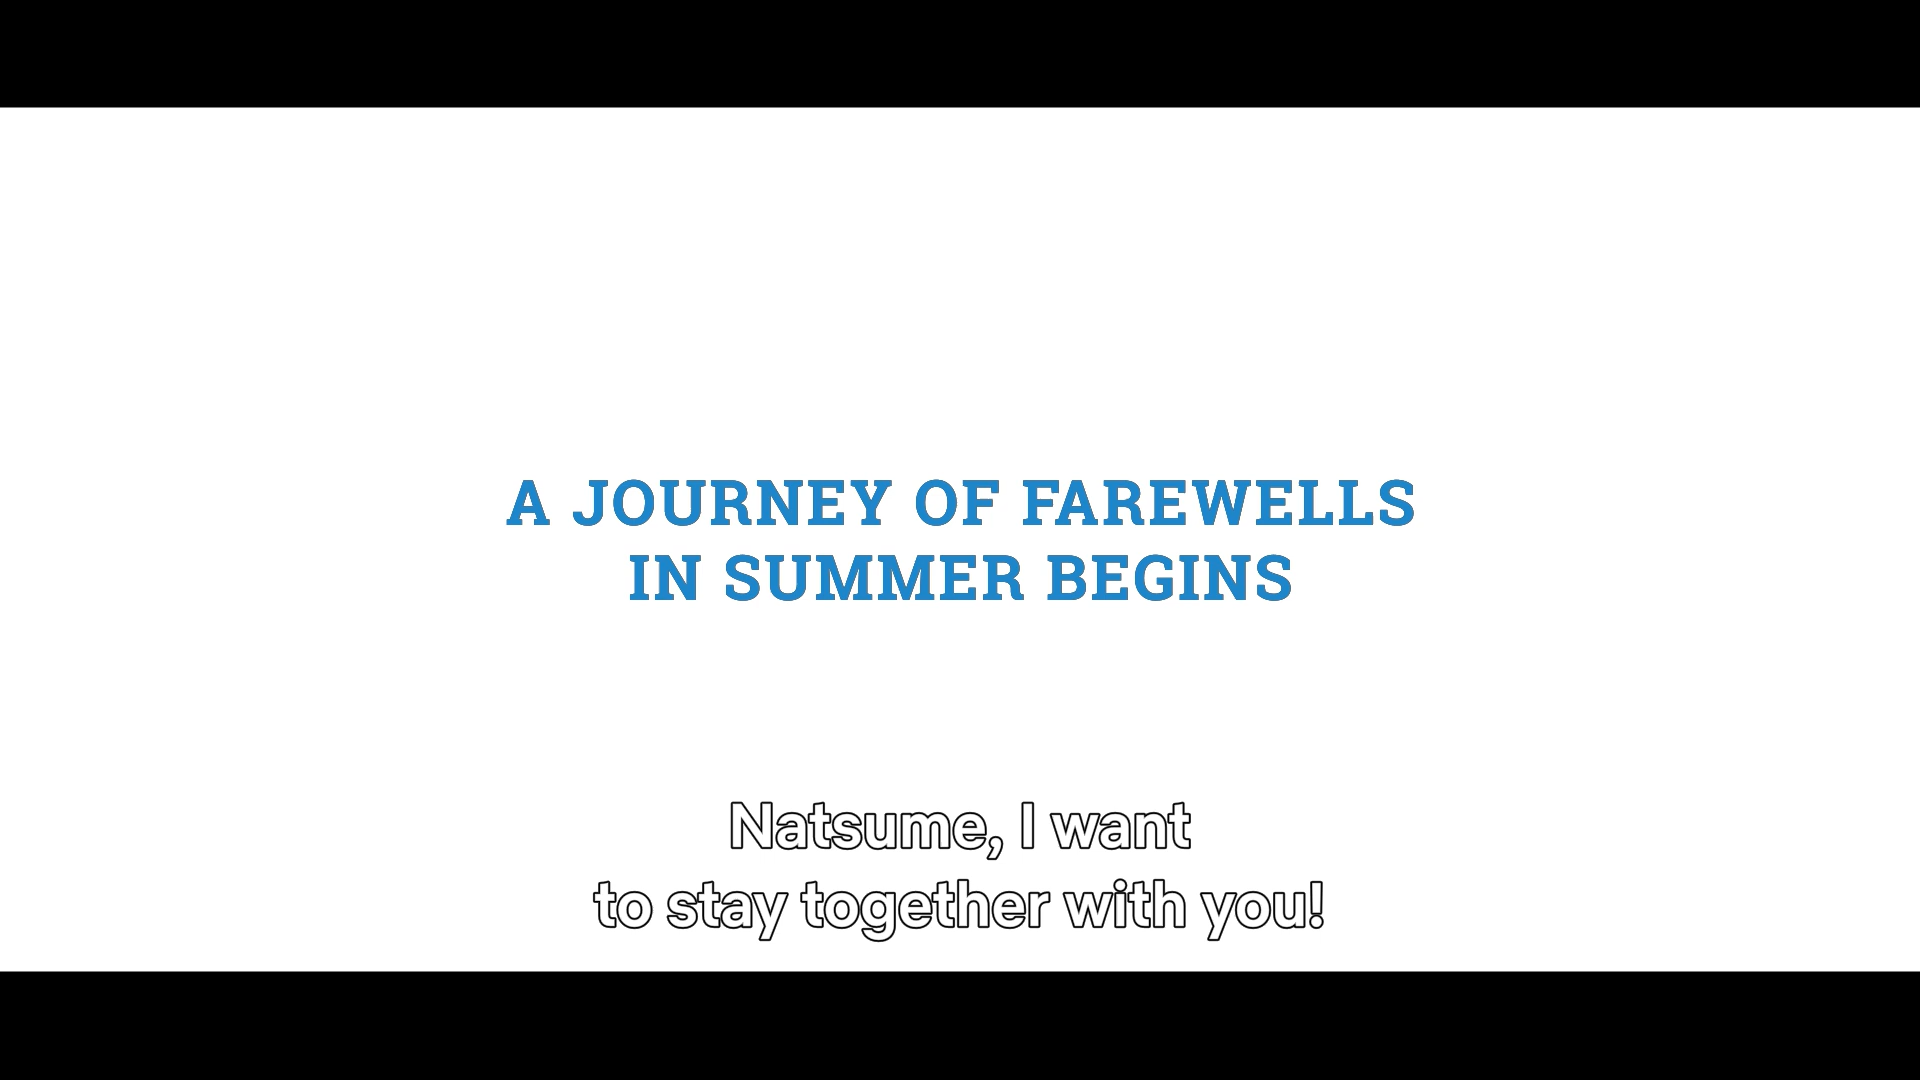 A JOURNEY OF FAREWELLS
IN SUMMER BEGINS
Natsume, I want
to stay together with you!